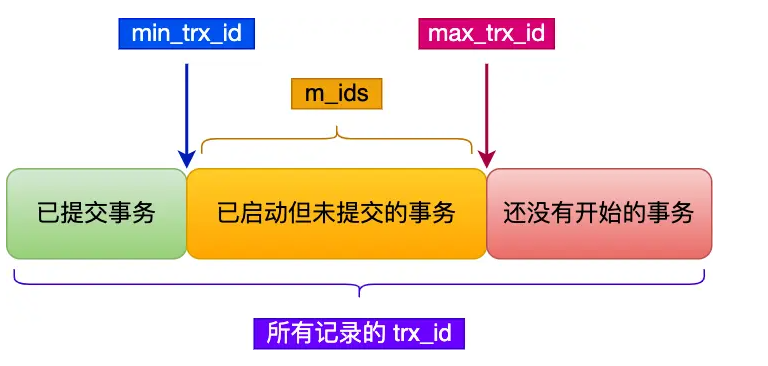 min_trx_id
max_trx_id
m_ids
已提交事务
已启动但未提交的事务
还没有开始的事务
所有记录的 trx_id